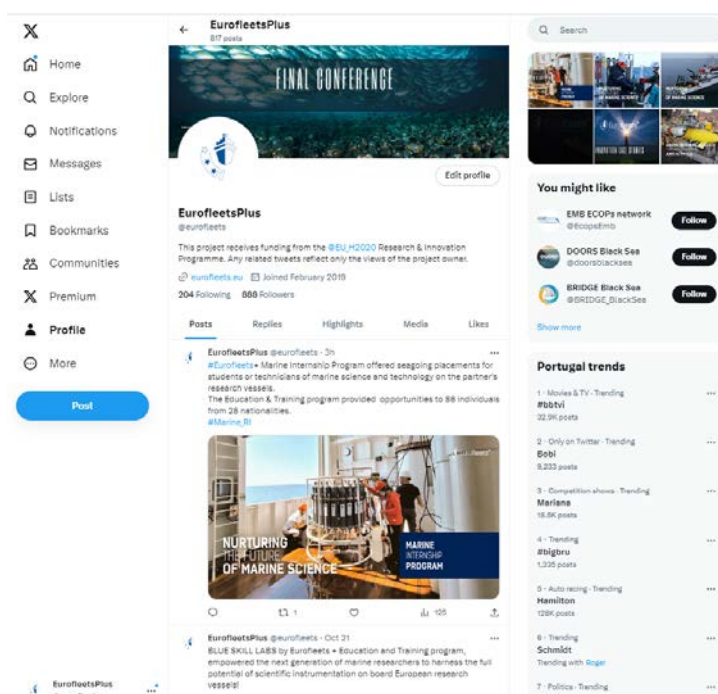 Home
Explore
Notifications
Messages
Lists
Bookmarks
Communities
Premium
Profile
More
Post
EurofleetsPlus
EurofleetsPlus
817 posts
FINAL CONFERENCE
Edit profile
EurofleetsPlus
@eurofleets
This project receives funding from the @EU_H2020 Research & Innovation
Programme. Any related tweets reflect only the views of the project owner.
eurofleets.eu Joined February 2019
204 Following 888 Followers
Posts Replies Highlights Media Likes
EurofleetsPlus @eurofleets · 3h
#Eurofleets+ Marine Internship Program offered seagoing placements for
students or technicians of marine science and technology on the partner's
research vessels.
The Education & Training program provided opportunities to 88 individuals
from 28 nationalities.
#Marine_RI
NURTURING
THE FUTURE
OF MARINE SCIENCE
MARINE
INTERNSHIP
PROGRAM
1 125
EurofleetsPlus @eurofleets · Oct 21
BLUE SKILL LABS by Eurofleets + Education and Training program,
empowered the next generation of marine researchers to harness the full
potential of scientific instrumentation on board European research
vessels!
Search
You might like
EMB ECOPs network
@EcopsEmb
Follow
DOORS Black Sea
@doorsblacksea
Follow
BRIDGE Black Sea
@BRIDGE_BlackSea
Follow
Show more
Portugal trends
1 · Movies & TV · Trending
#bbtvi
32.9K posts
2 · Only on Twitter · Trending
Bobi
9,233 posts
3 · Competition shows · Trending
Mariana
4 · Trending
#bigbru
1,335 posts
5 · Auto racing · Trending
Hamilton
128K posts
6 · Trending
Schmidt
Trending with Roger
7 · Politics · Trending